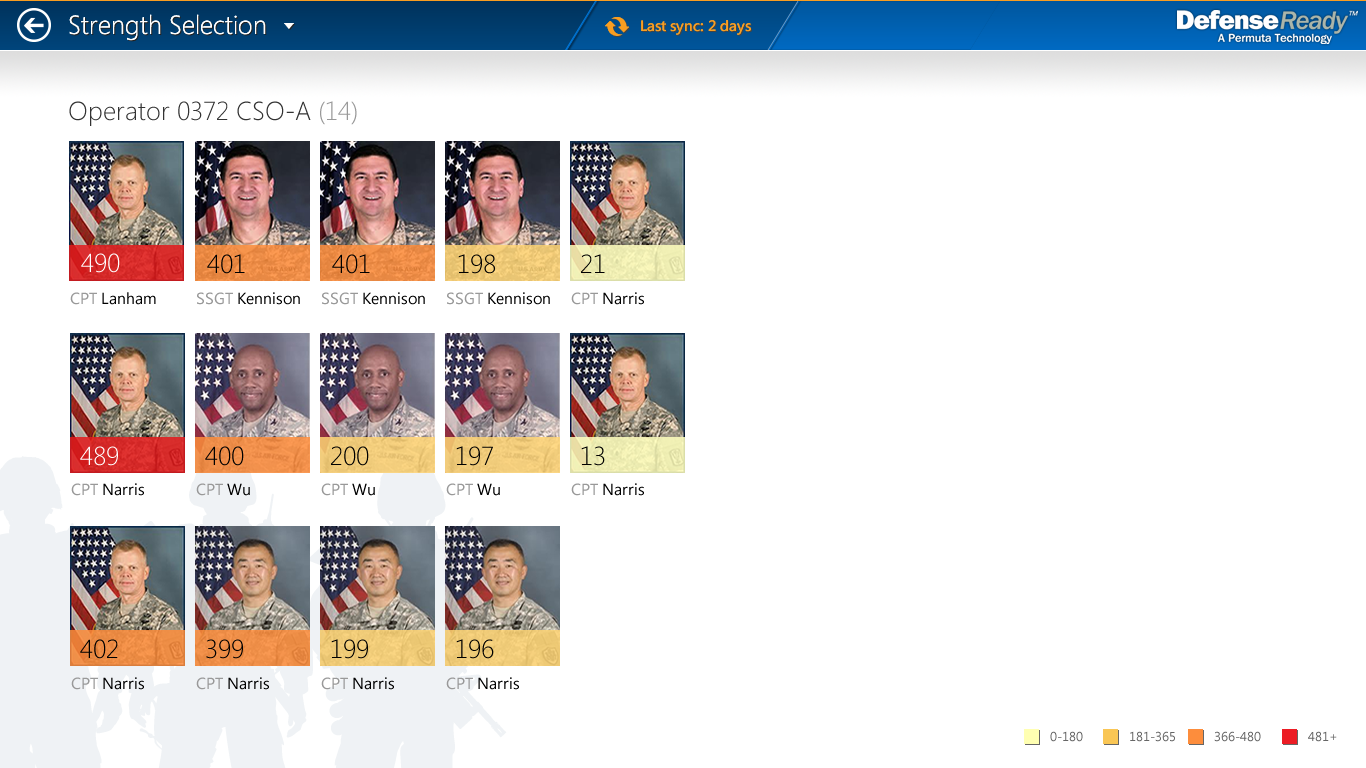 Strength Selection
Last sync: 2 days
DefenseReady™
A Permuta Technology
Operator 0372 CSO-A (14)
490 401 401 198 21
CPT Lanham SSGT Kennison SSGT Kennison SSGT Kennison CPT Narris
489 400 200 197 13
CPT Narris CPT Wu CPT Wu CPT Wu CPT Narris
402 399 199 196
CPT Narris CPT Narris CPT Narris CPT Narris
0-180 181-365 366-480 481+